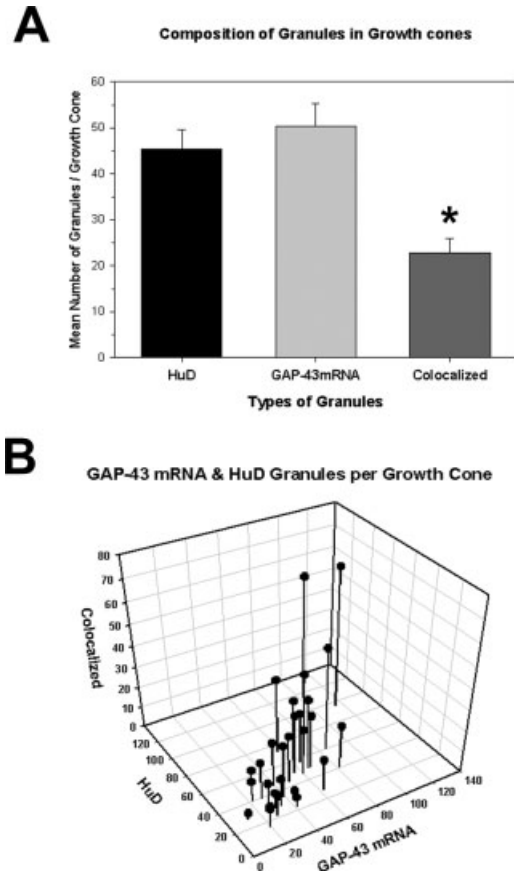 A
Composition of Granules in Growth cones
Mean Number of Granules / Growth Cone
60
50
40
30
20
10
0
*
HuD
GAP-43mRNA
Colocalized
Types of Granules
B
GAP-43 mRNA & HuD Granules per Growth Cone
Colocalized
80
70
60
50
40
30
20
10
0
HuD
120
100
80
60
40
20
0
GAP-43 mRNA
0
20
40
60
80
100
120
140